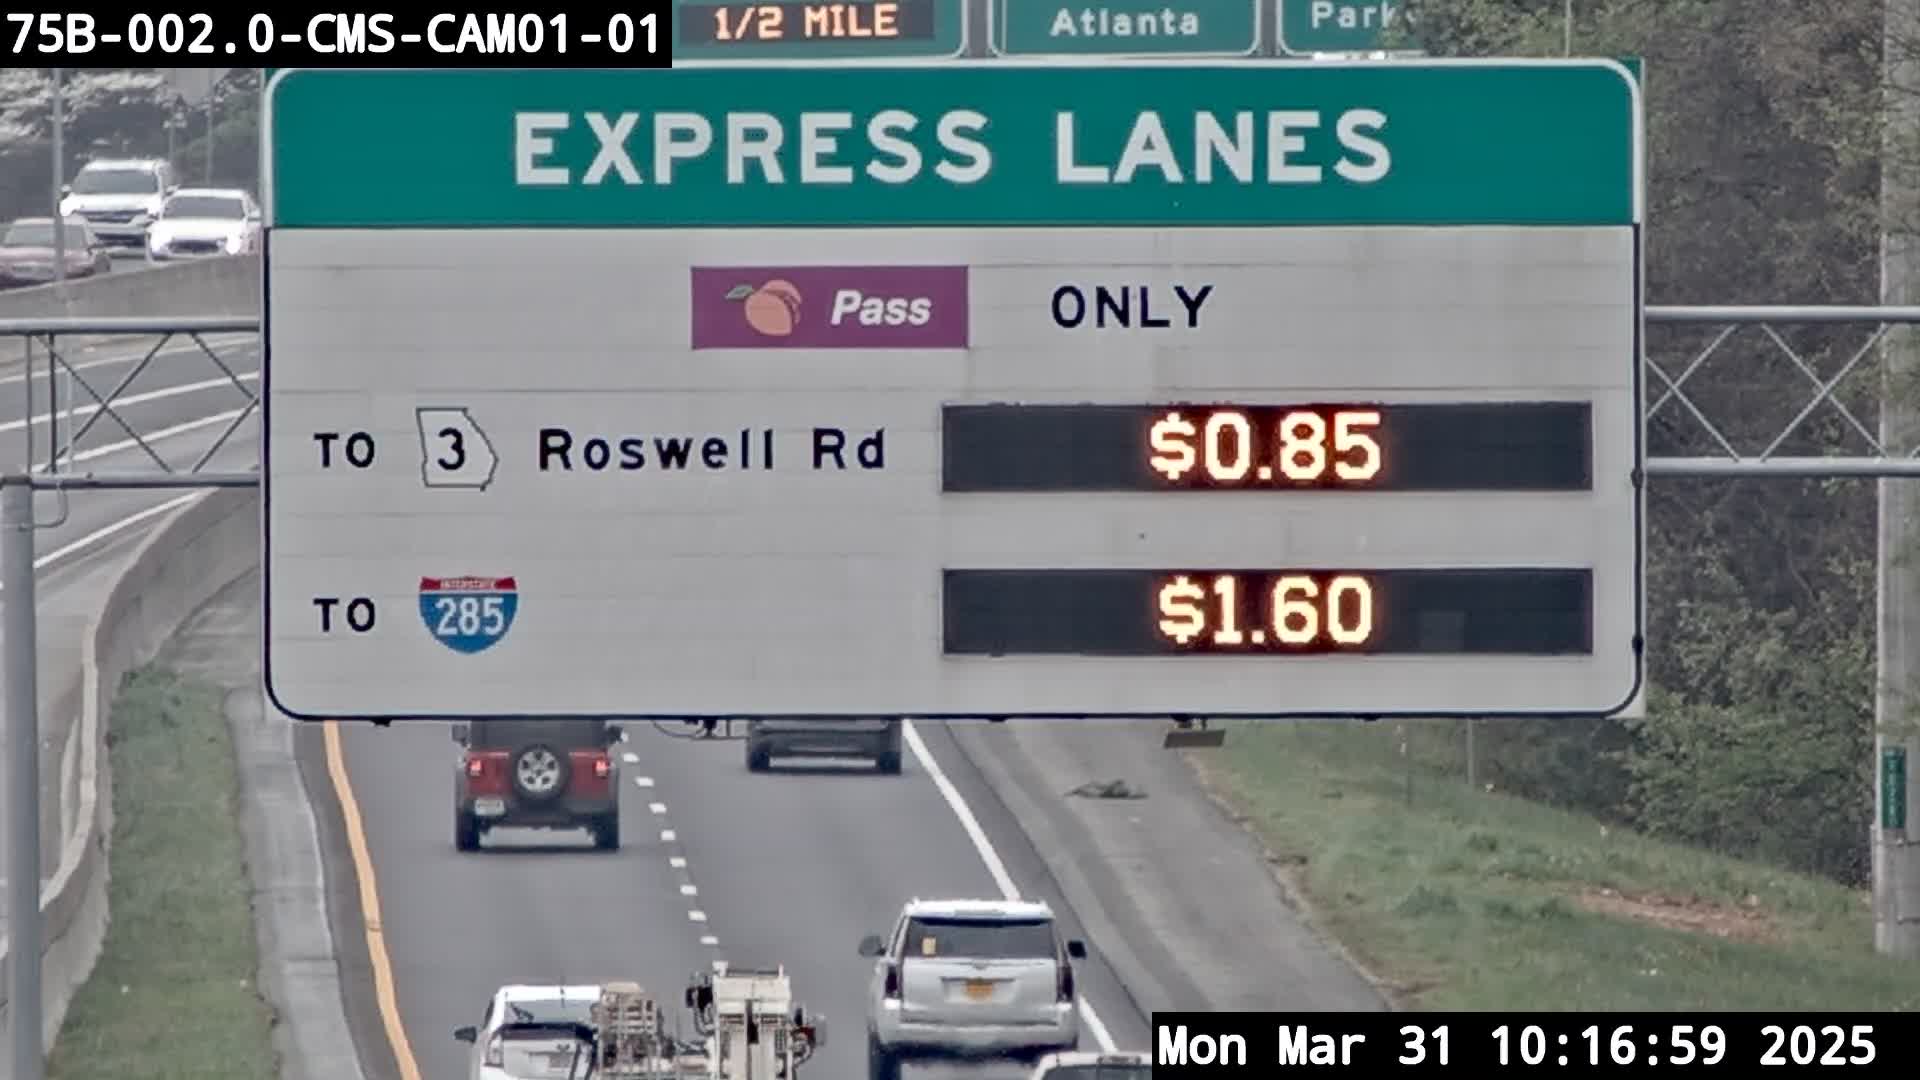 75B-002.0-CMS-CAM01-01
1/2 MILE
Atlanta
Park
EXPRESS LANES
Pass ONLY
TO 3 Roswell Rd $0.85
INTERSTATE
TO 285 $1.60
Mon Mar 31 10:16:59 2025